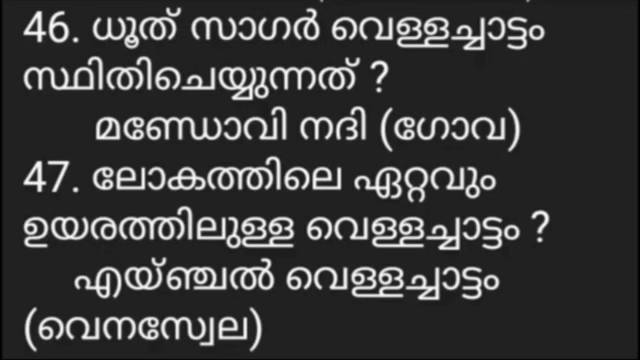 46. ധൂത് സാഗർ വെള്ളച്ചാട്ടം
സ്ഥിതിചെയ്യുന്നത് ?
മണ്ഡോവി നദി (ഗോവ)
47. ലോകത്തിലെ ഏറ്റവും
ഉയരത്തിലുള്ള വെള്ളച്ചാട്ടം ?
എയ്ഞ്ചൽ വെള്ളച്ചാട്ടം
(വെനസ്വേല)